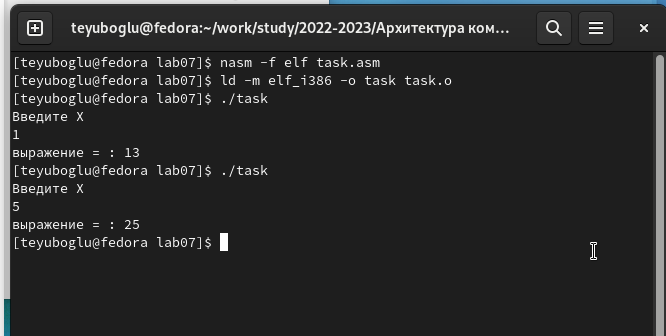 teyuboglu@fedora:~/work/study/2022-2023/Архитектура ком...
[teyuboglu@fedora lab07]$ nasm -f elf task.asm
[teyuboglu@fedora lab07]$ ld -m elf_i386 -o task task.o
[teyuboglu@fedora lab07]$ ./task
Введите X
1
выражение = : 13
[teyuboglu@fedora lab07]$ ./task
Введите X
5
выражение = : 25
[teyuboglu@fedora lab07]$